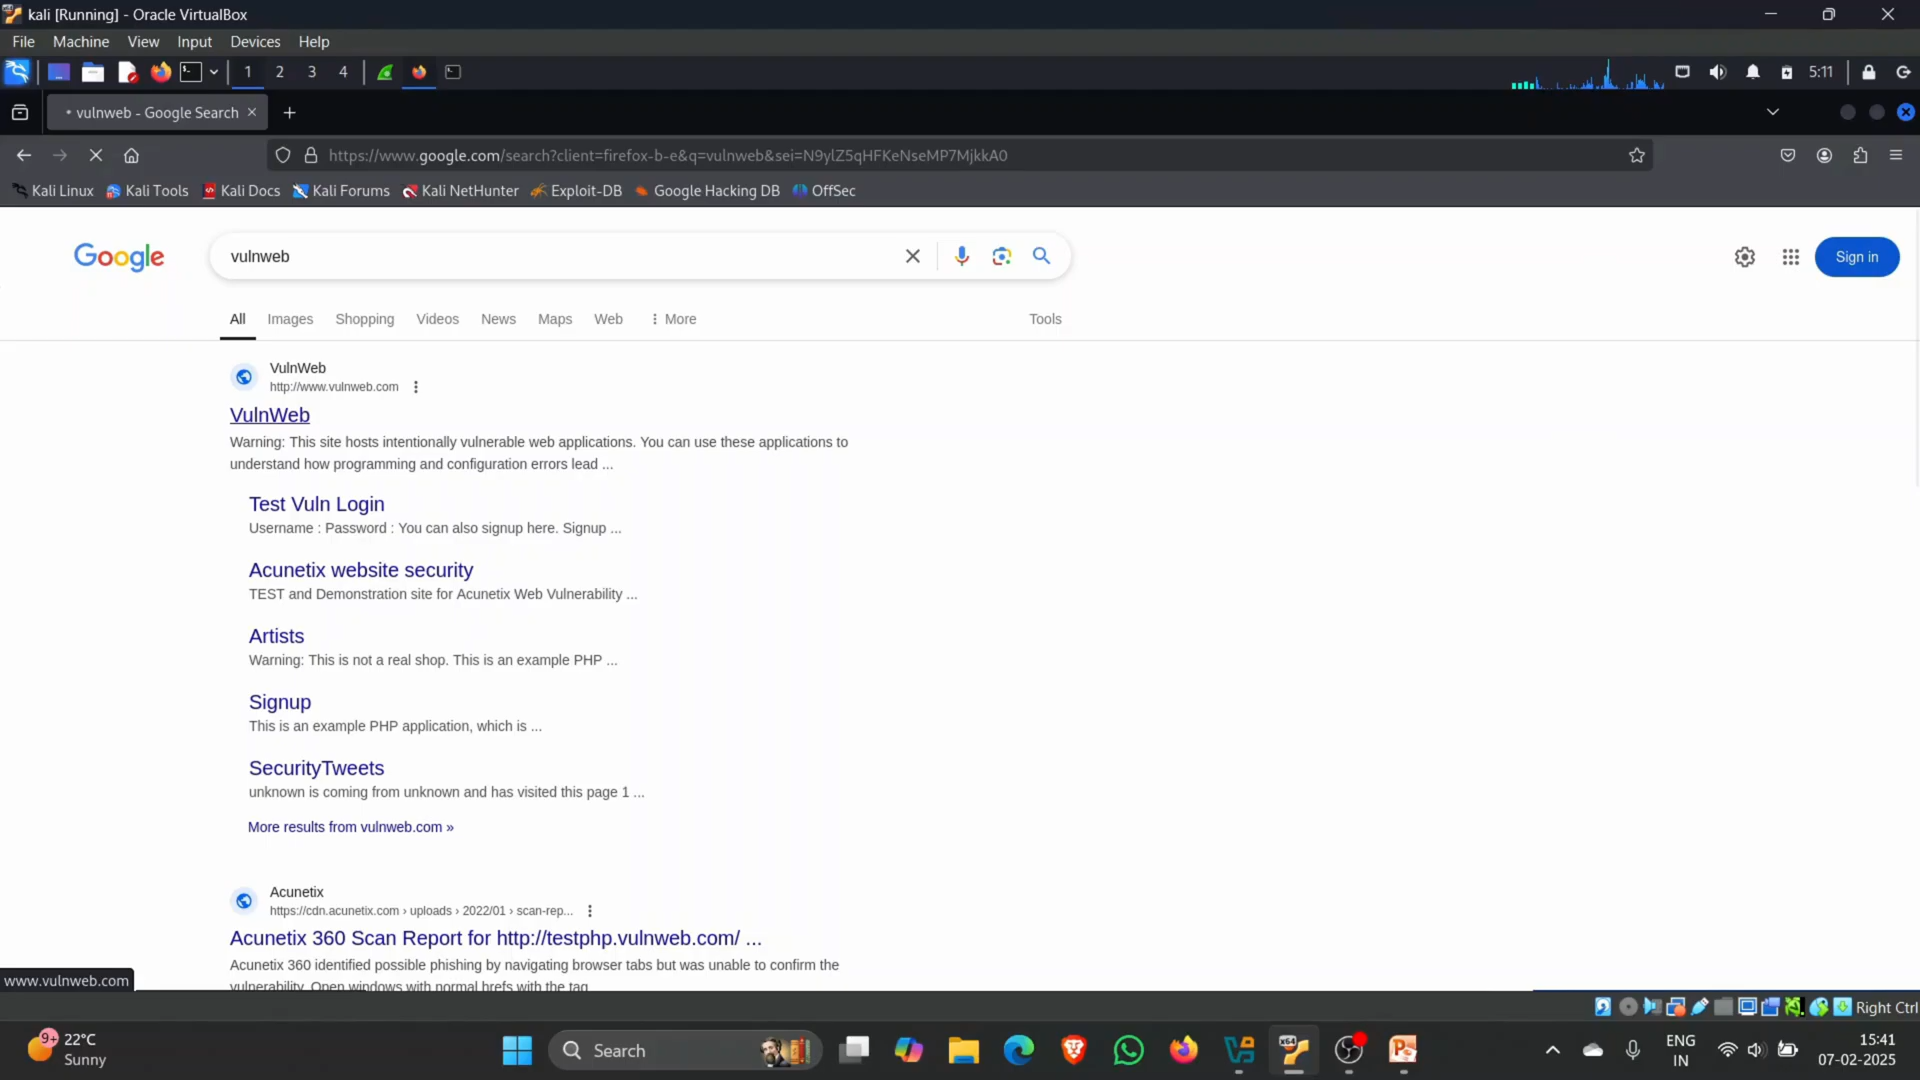 kali [Running] - Oracle VirtualBox
File Machine View Input Devices Help
1 2 3 4 5:11
vulnweb - Google Search
https://www.google.com/search?client=firefox-b-e&q=vulnweb&sei=N9ylZ5qHFKeNseMP7MjkkA0
Kali Linux Kali Tools Kali Docs Kali Forums Kali NetHunter Exploit-DB Google Hacking DB OffSec
Google vulnweb Sign in
All Images Shopping Videos News Maps Web More Tools
VulnWeb
http://www.vulnweb.com
VulnWeb
Warning: This site hosts intentionally vulnerable web applications. You can use these applications to
understand how programming and configuration errors lead ...
Test Vuln Login
Username : Password : You can also signup here. Signup ...
Acunetix website security
TEST and Demonstration site for Acunetix Web Vulnerability ...
Artists
Warning: This is not a real shop. This is an example PHP ...
Signup
This is an example PHP application, which is ...
SecurityTweets
unknown is coming from unknown and has visited this page 1 ...
More results from vulnweb.com »
Acunetix
https://cdn.acunetix.com › uploads › 2022/01 › scan-rep...
Acunetix 360 Scan Report for http://testphp.vulnweb.com/ ...
Acunetix 360 identified possible phishing by navigating browser tabs but was unable to confirm the
vulnerability. Open windows with normal hrefs with the tag
www.vulnweb.com
Right Ctrl
9+ 22°C
Sunny
Search
ENG
IN
15:41
07-02-2025